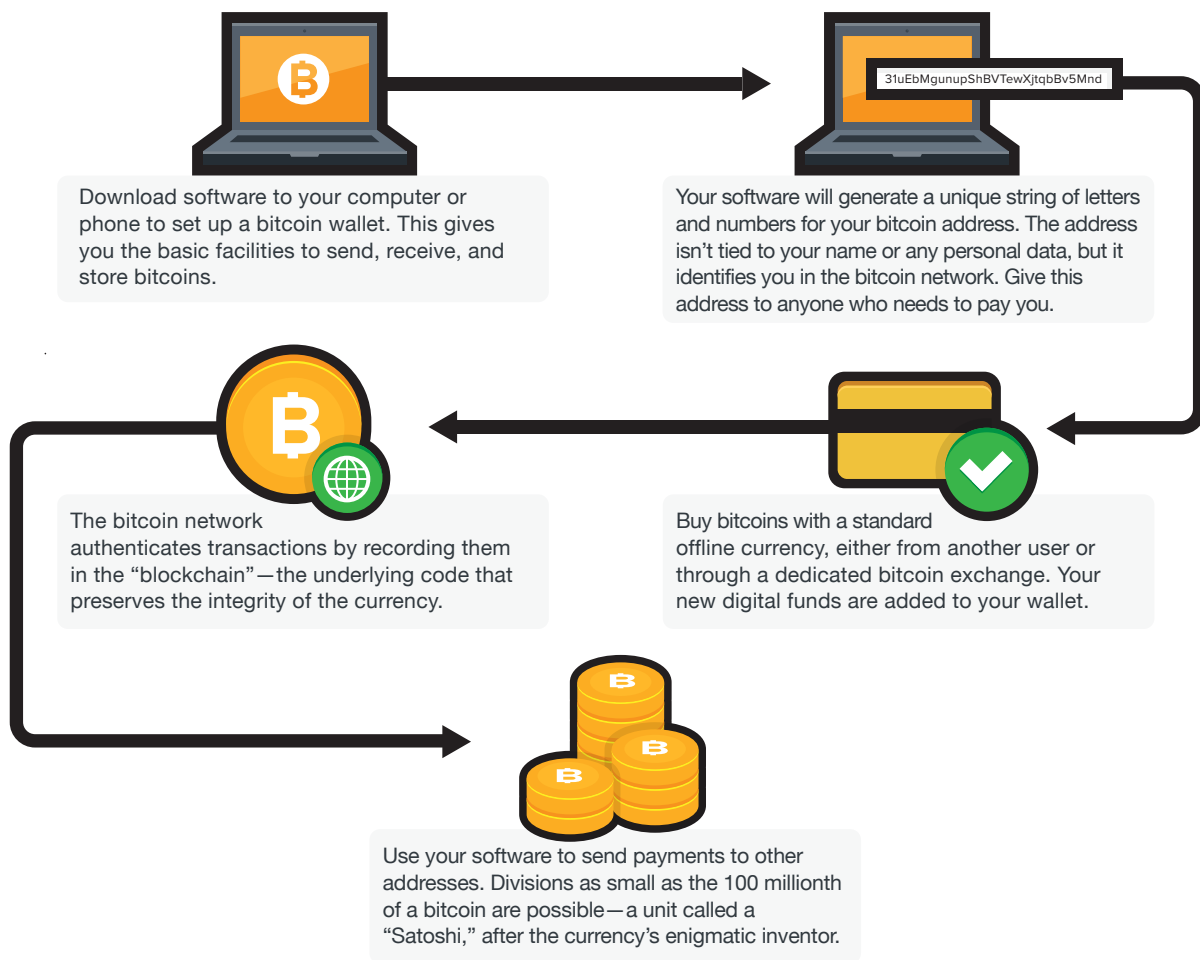 31uEbMgunupShBVTewXjtqbBv5Mnd
Download software to your computer or
phone to set up a bitcoin wallet. This gives
you the basic facilities to send, receive, and
store bitcoins.
Your software will generate a unique string of letters
and numbers for your bitcoin address. The address
isn’t tied to your name or any personal data, but it
identifies you in the bitcoin network. Give this
address to anyone who needs to pay you.
Buy bitcoins with a standard
offline currency, either from another user or
through a dedicated bitcoin exchange. Your
new digital funds are added to your wallet.
The bitcoin network
authenticates transactions by recording them
in the “blockchain”—the underlying code that
preserves the integrity of the currency.
Use your software to send payments to other
addresses. Divisions as small as the 100 millionth
of a bitcoin are possible—a unit called a
“Satoshi,” after the currency’s enigmatic inventor.